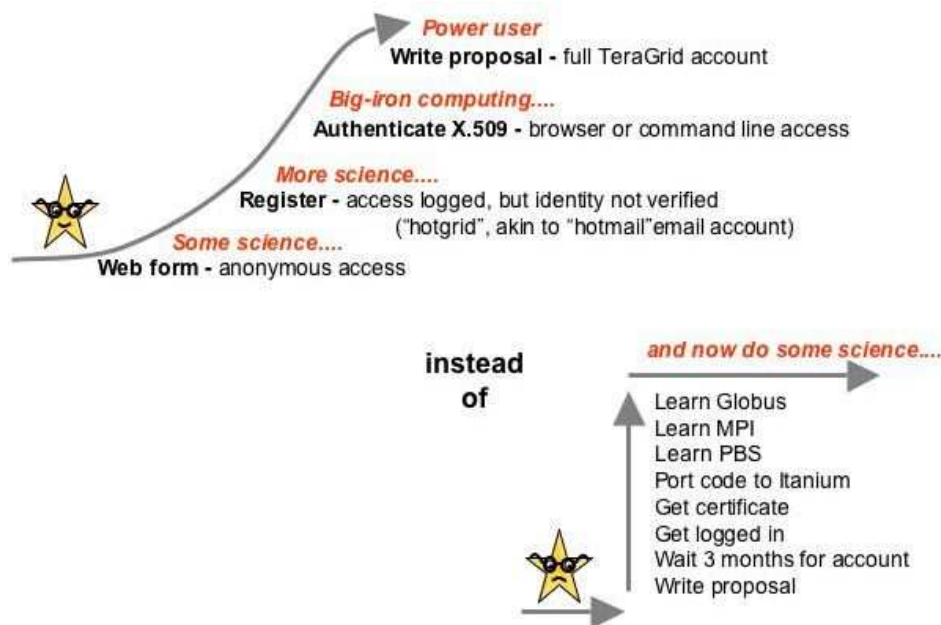 Power user
Write proposal - full TeraGrid account
Big-iron computing....
Authenticate X.509 - browser or command line access
More science....
Register - access logged, but identity not verified
("hotgrid", akin to "hotmail"email account)
Some science....
Web form - anonymous access
instead
of
and now do some science....
Learn Globus
Learn MPI
Learn PBS
Port code to Itanium
Get certificate
Get logged in
Wait 3 months for account
Write proposal